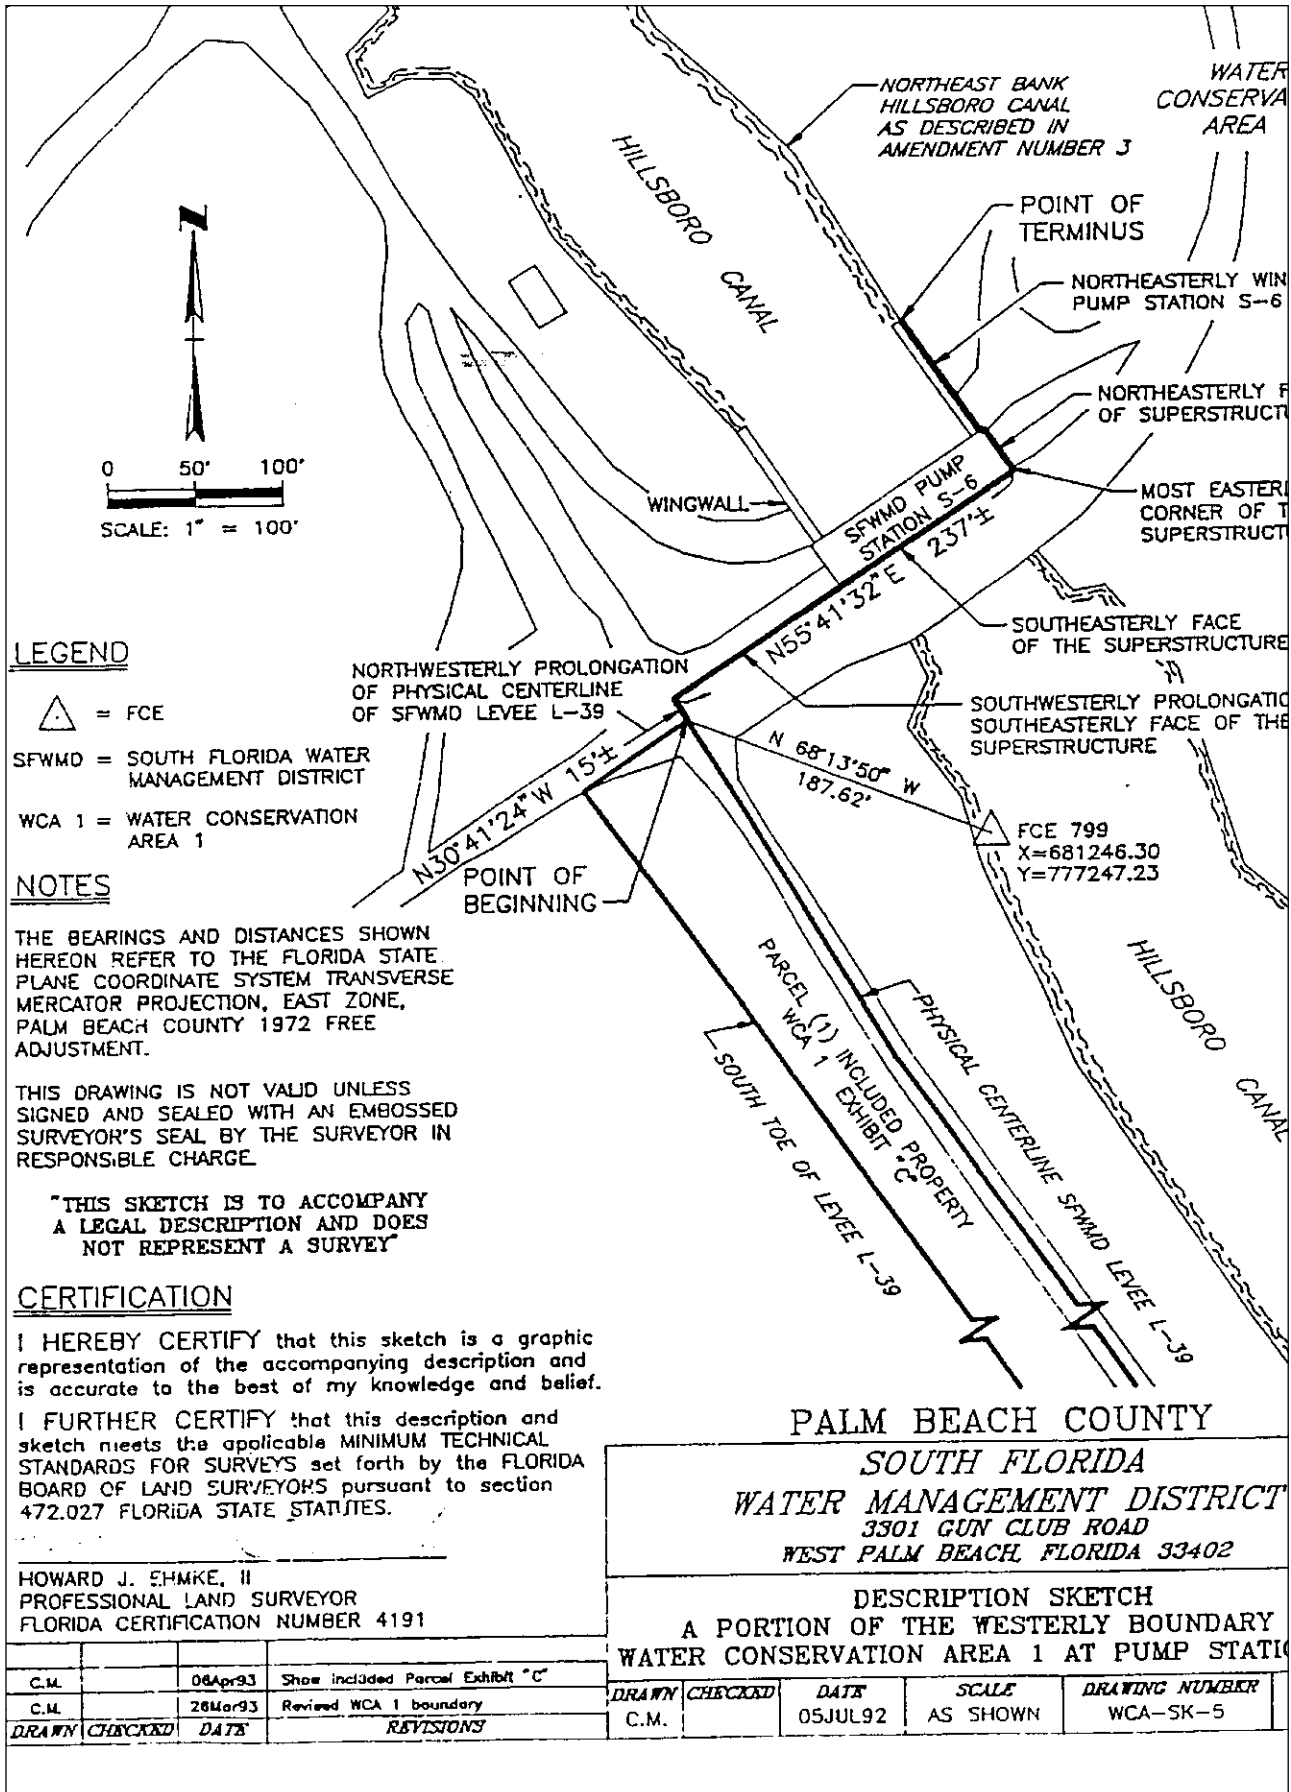 NORTHEAST BANK
HILLSBORO CANAL
AS DESCRIBED IN
AMENDMENT NUMBER 3
WATER
CONSERVA
AREA
HILLSBORO CANAL
POINT OF
TERMINUS
NORTHEASTERLY WIN
PUMP STATION S-6
N
NORTHEASTERLY F
OF SUPERSTRUCT
0 50' 100'
SCALE: 1" = 100'
WINGWALL
SFWMD PUMP
STATION S-6
MOST EASTERL
CORNER OF T
SUPERSTRUCT
N55°41'32"E 237'±
SOUTHEASTERLY FACE
OF THE SUPERSTRUCTURE
LEGEND
= FCE
SFWMD = SOUTH FLORIDA WATER
MANAGEMENT DISTRICT
WCA 1 = WATER CONSERVATION
AREA 1
NORTHWESTERLY PROLONGATION
OF PHYSICAL CENTERLINE
OF SFWMD LEVEE L-39
SOUTHWESTERLY PROLONGATIO
SOUTHEASTERLY FACE OF THE
SUPERSTRUCTURE
N 68°13'50" W
187.62'
N30°41'24"W 15'±
FCE 799
X=681246.30
Y=777247.23
POINT OF
BEGINNING
NOTES
THE BEARINGS AND DISTANCES SHOWN
HEREON REFER TO THE FLORIDA STATE
PLANE COORDINATE SYSTEM TRANSVERSE
MERCATOR PROJECTION, EAST ZONE,
PALM BEACH COUNTY 1972 FREE
ADJUSTMENT.
THIS DRAWING IS NOT VALID UNLESS
SIGNED AND SEALED WITH AN EMBOSSED
SURVEYOR'S SEAL BY THE SURVEYOR IN
RESPONSIBLE CHARGE.
"THIS SKETCH IS TO ACCOMPANY
A LEGAL DESCRIPTION AND DOES
NOT REPRESENT A SURVEY"
PARCEL (1) INCLUDED PROPERTY
WCA 1 EXHIBIT "C"
SOUTH TOE OF LEVEE L-39
PHYSICAL CENTERLINE SFWMD LEVEE L-39
HILLSBORO CANAL
CERTIFICATION
I HEREBY CERTIFY that this sketch is a graphic
representation of the accompanying description and
is accurate to the best of my knowledge and belief.
I FURTHER CERTIFY that this description and
sketch meets the applicable MINIMUM TECHNICAL
STANDARDS FOR SURVEYS set forth by the FLORIDA
BOARD OF LAND SURVEYORS pursuant to section
472.027 FLORIDA STATE STATUTES.
HOWARD J. EHMKE, II
PROFESSIONAL LAND SURVEYOR
FLORIDA CERTIFICATION NUMBER 4191
C.M. 06Apr93 Show included Parcel Exhibit "C"
C.M. 26Mar93 Revised WCA 1 boundary
DRAWN CHECKED DATE REVISIONS
PALM BEACH COUNTY
SOUTH FLORIDA
WATER MANAGEMENT DISTRICT
3301 GUN CLUB ROAD
WEST PALM BEACH, FLORIDA 33402
DESCRIPTION SKETCH
A PORTION OF THE WESTERLY BOUNDARY
WATER CONSERVATION AREA 1 AT PUMP STATIO
DRAWN CHECKED DATE SCALE DRAWING NUMBER
C.M. 05JUL92 AS SHOWN WCA-SK-5